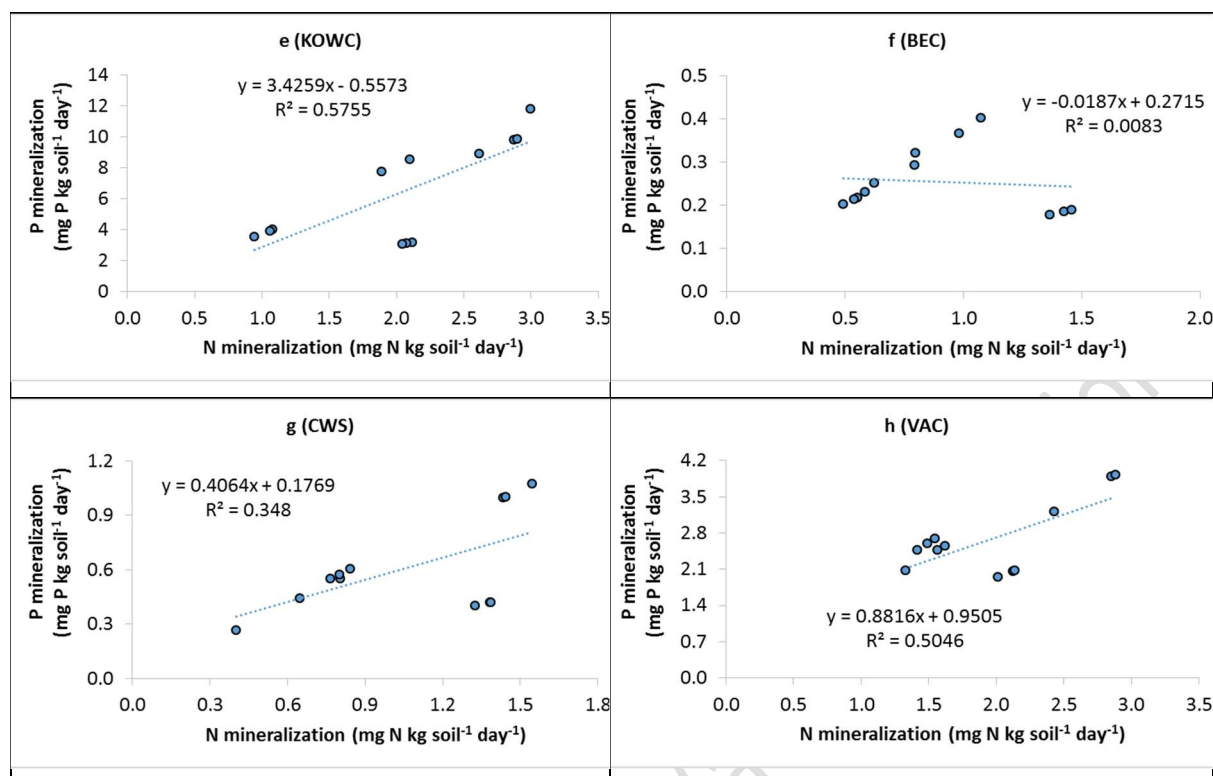 e (KOWC)
P mineralization
(mg P kg soil⁻¹ day⁻¹)
14
12
10
8
6
4
2
0
y = 3.4259x - 0.5573
R² = 0.5755
0.0 0.5 1.0 1.5 2.0 2.5 3.0 3.5
N mineralization (mg N kg soil⁻¹ day⁻¹)
f (BEC)
P mineralization
(mg P kg soil⁻¹ day⁻¹)
0.5
0.4
0.3
0.2
0.1
0.0
y = -0.0187x + 0.2715
R² = 0.0083
0.0 0.5 1.0 1.5 2.0
N mineralization (mg N kg soil⁻¹ day⁻¹)
g (CWS)
P mineralization
(mg P kg soil⁻¹ day⁻¹)
1.2
0.9
0.6
0.3
0.0
y = 0.4064x + 0.1769
R² = 0.348
0.0 0.3 0.6 0.9 1.2 1.5 1.8
N mineralization (mg N kg soil⁻¹ day⁻¹)
h (VAC)
P mineralization
(mg P kg soil⁻¹ day⁻¹)
4.2
3.5
2.8
2.1
1.4
0.7
0.0
y = 0.8816x + 0.9505
R² = 0.5046
0.0 0.5 1.0 1.5 2.0 2.5 3.0 3.5
N mineralization (mg N kg soil⁻¹ day⁻¹)